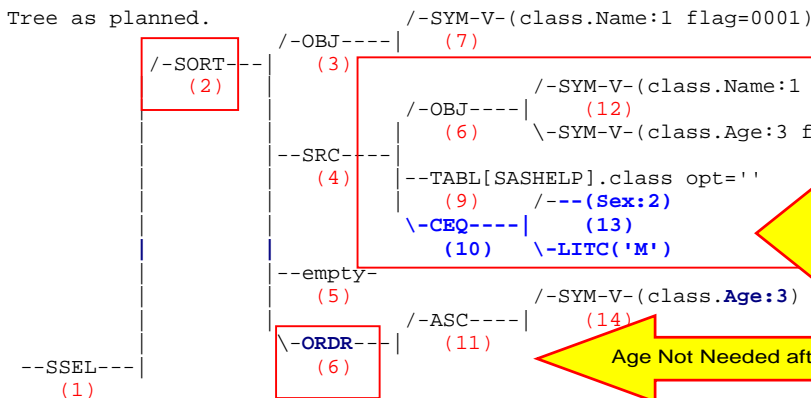 Tree as planned.
/-SYM-V-(class.Name:1 flag=0001)
/-OBJ----| (7)
/-SORT---| (3)
(2)
/-SYM-V-(class.Name:1
/-OBJ----| (12)
(6) \-SYM-V-(class.Age:3 f
--SRC----|
(4) |--TABL[SASHELP].class opt=''
(9) /---(Sex:2)
\-CEQ----| (13)
(10) \-LITC('M')
--empty-
(5) /-SYM-V-(class.Age:3)
/-ASC----| (14)
\-ORDR---| (11)
--SSEL---| (6) Age Not Needed aft
(1)